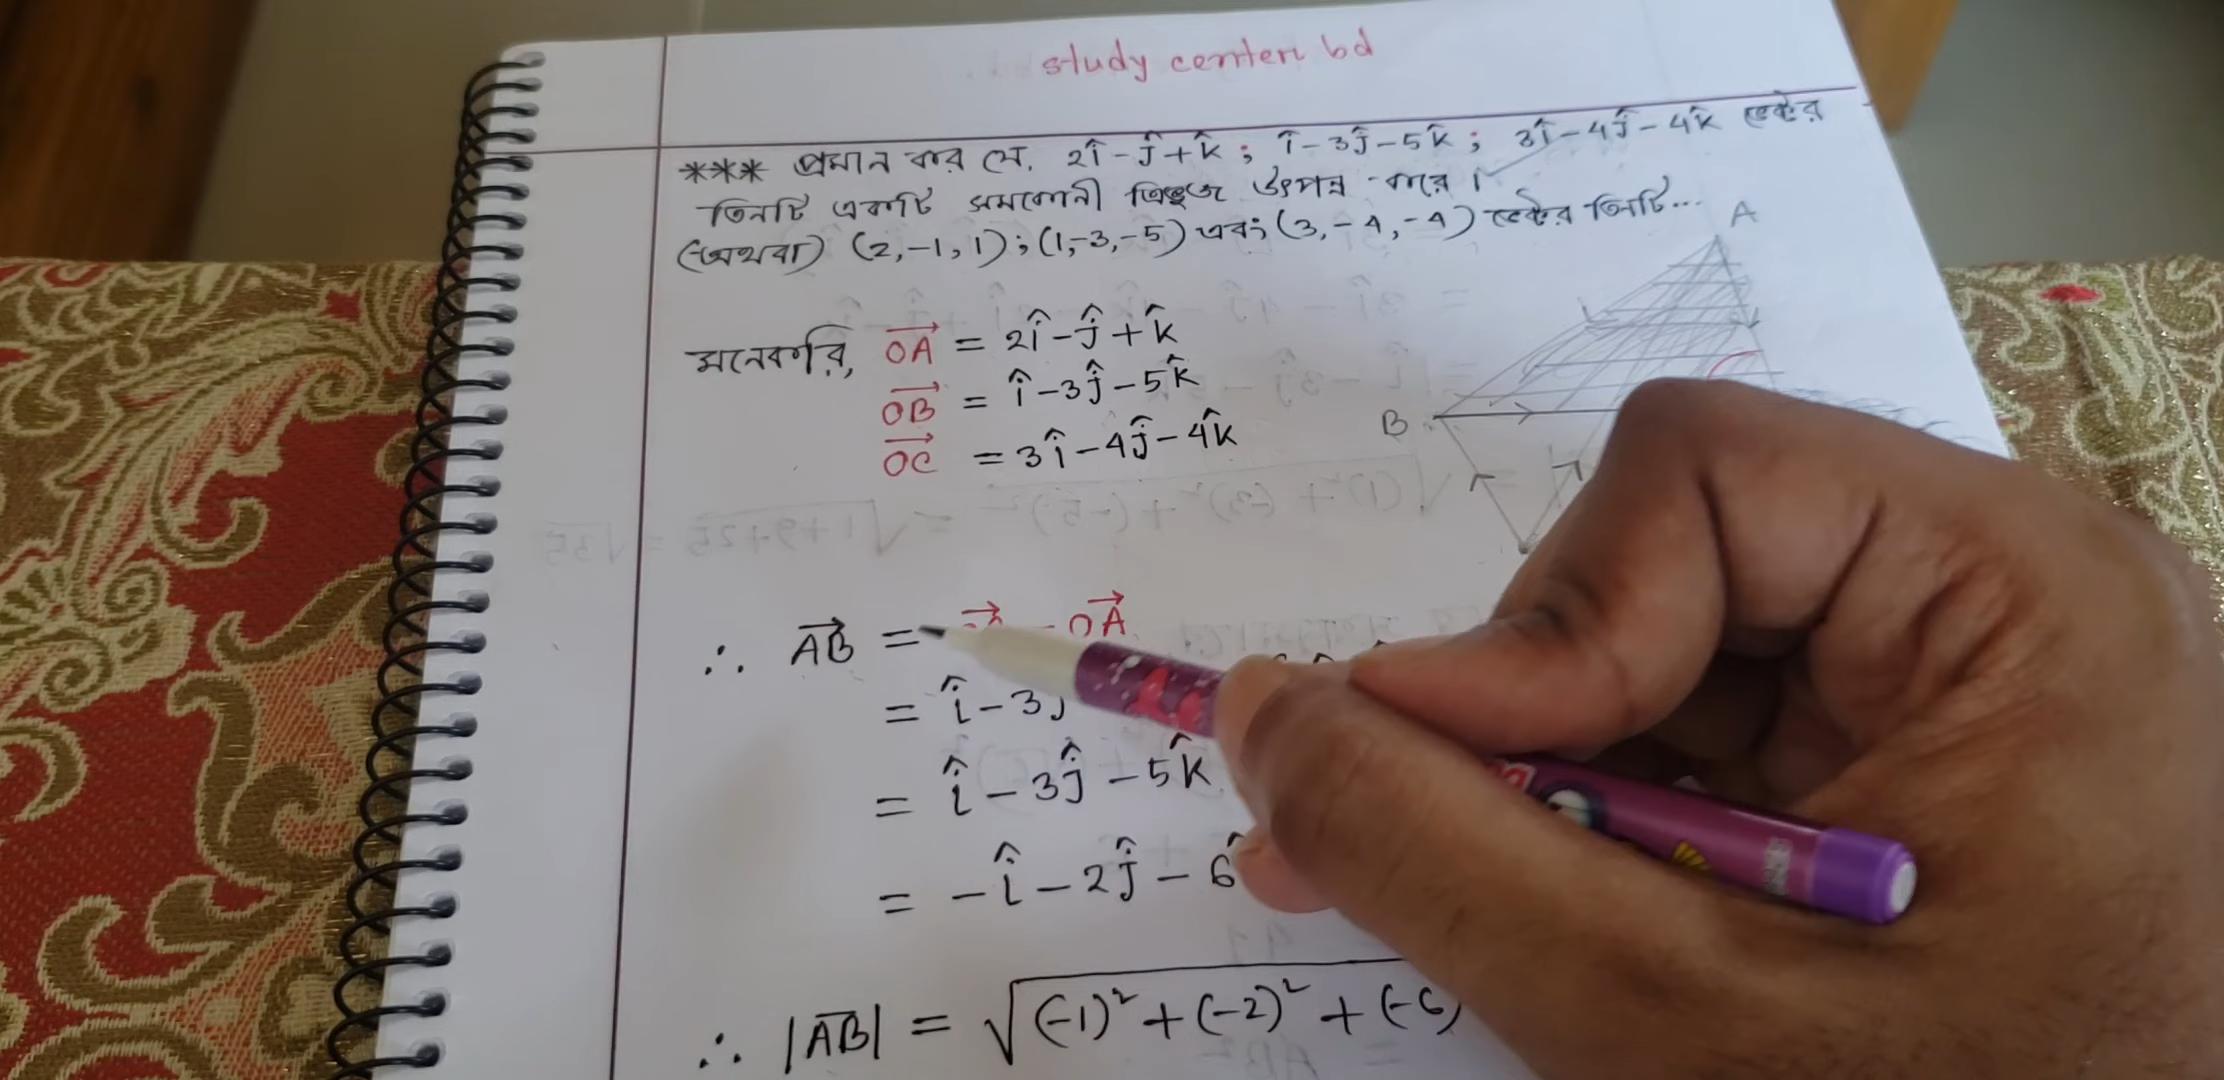 study center bd
*** প্রমান কর যে, 2î-ĵ+k̂; î-3ĵ-5k̂; 3î-4ĵ-4k̂ ভেক্টর
তিনটি একটি সমকোনী ত্রিভুজ উৎপন্ন করে।
(অথবা) (2,-1,1); (1,-3,-5) এবং (3,-4,-4) ভেক্টর তিনটি...
A
মনেকরি, OA⃗ = 2î-ĵ+k̂
OB⃗ = î-3ĵ-5k̂
B
OC⃗ = 3î-4ĵ-4k̂
∴ AB⃗ = - OA⃗
= î-3
= î-3ĵ-5k̂
= -î-2ĵ-6
∴ |AB⃗| = √(-1)²+(-2)²+(-6)